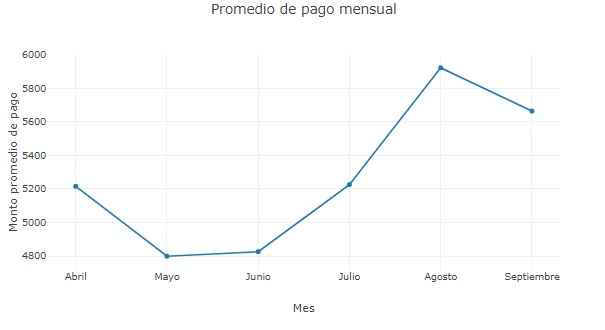 Promedio de pago mensual
Monto promedio de pago
6000
5800
5600
5400
5200
5000
4800
Abril Mayo Junio Julio Agosto Septiembre
Mes